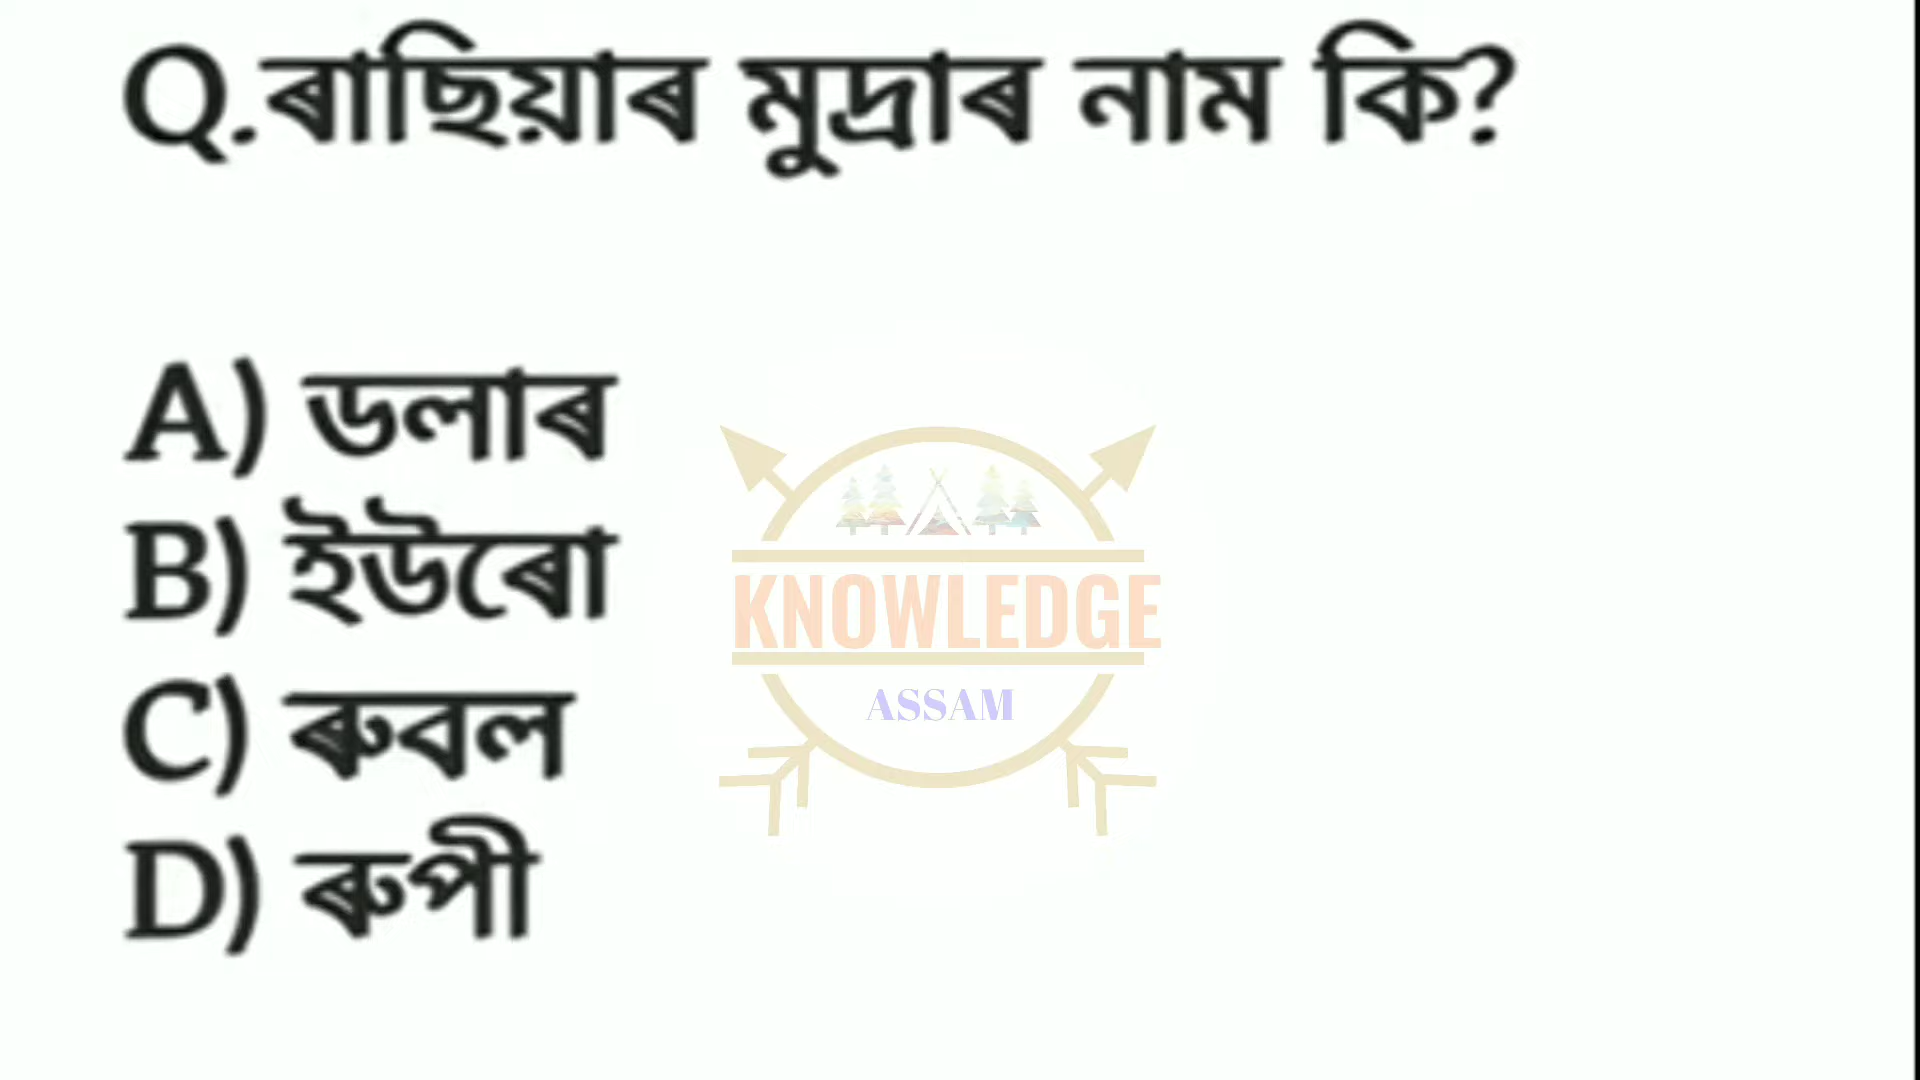 Q.ৰাছিয়াৰ মুদ্ৰাৰ নাম কি?
A) ডলাৰ
B) ইউৰো
C) ৰুবল
D) ৰুপী
KNOWLEDGE
ASSAM